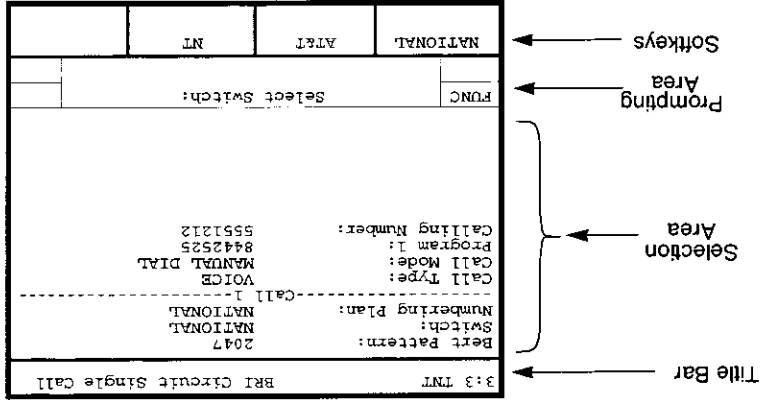 Title Bar
3:3 TNT BRI Circuit Single Call
Selection
Area
Bert Pattern: 2047
Switch: NATIONAL
Numbering Plan: NATIONAL
--------------------Call 1--------------------
Call Type: VOICE
Call Mode: MANUAL DIAL
Program 1: 8442525
Calling Number: 5551212
Prompting
Area
FUNC Select Switch:
Softkeys
NATIONAL AT&T NT